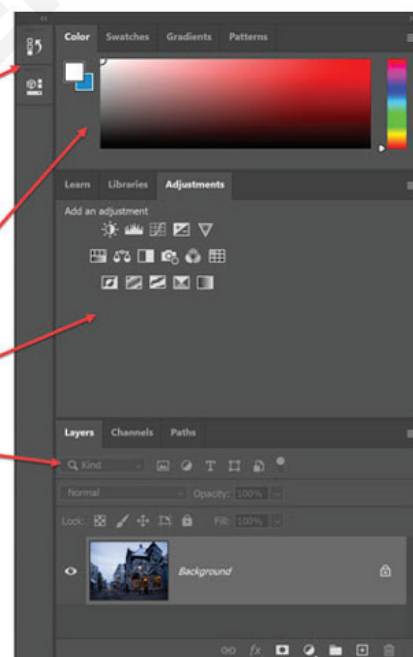 Color Swatches Gradients Patterns
Learn Libraries Adjustments
Add an adjustment
Layers Channels Paths
Kind
Normal Opacity: 100%
Lock: Fill: 100%
Background
fx